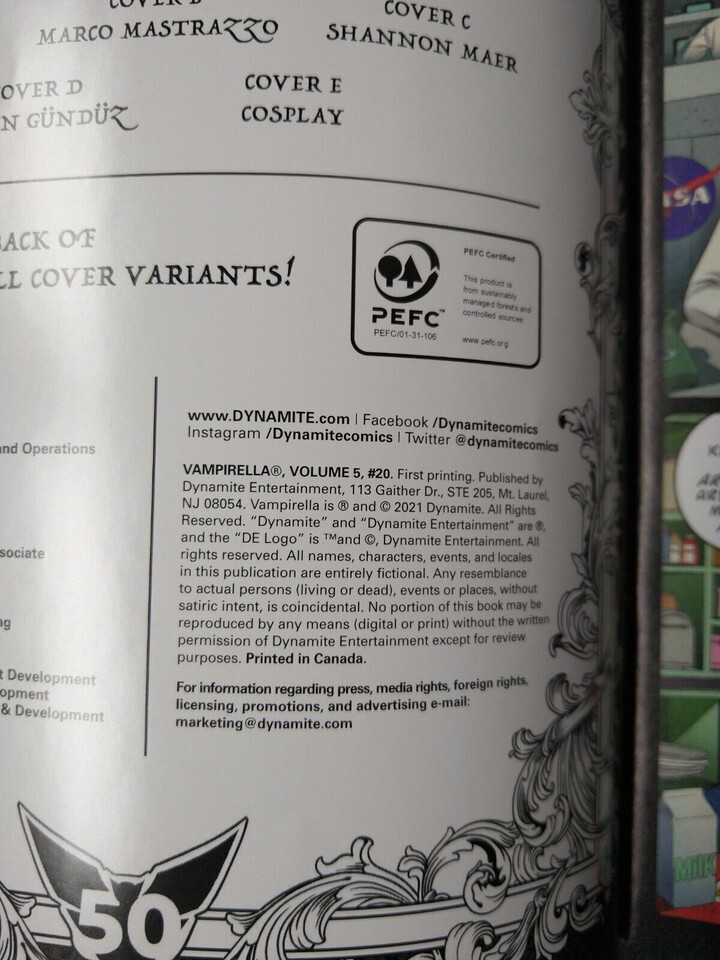 COVER B
MARCO MASTRAZZO
COVER C
SHANNON MAER
OVER D
N GÜNDÜZ
COVER E
COSPLAY
BACK OF
LL COVER VARIANTS!
PEFC™
PEFC/01-31-106
PEFC Certified
This product is
from sustainably
managed forests and
controlled sources
www.pefc.org
nd Operations
sociate
ng
t Development
opment
& Development
www.DYNAMITE.com | Facebook /Dynamitecomics
Instagram /Dynamitecomics | Twitter @dynamitecomics
VAMPIRELLA®, VOLUME 5, #20. First printing. Published by
Dynamite Entertainment, 113 Gaither Dr., STE 205, Mt. Laurel,
NJ 08054. Vampirella is ® and © 2021 Dynamite. All Rights
Reserved. “Dynamite” and “Dynamite Entertainment” are ®,
and the “DE Logo” is ™and ©, Dynamite Entertainment. All
rights reserved. All names, characters, events, and locales
in this publication are entirely fictional. Any resemblance
to actual persons (living or dead), events or places, without
satiric intent, is coincidental. No portion of this book may be
reproduced by any means (digital or print) without the written
permission of Dynamite Entertainment except for review
purposes. Printed in Canada.
For information regarding press, media rights, foreign rights,
licensing, promotions, and advertising e-mail:
marketing@dynamite.com
50
SA
Milk